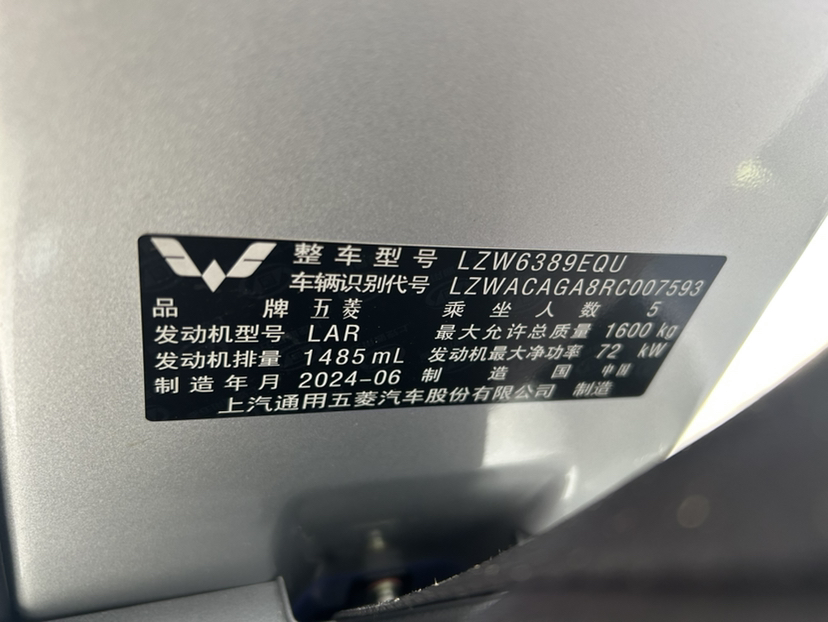 整车型号 LZW6389EQU
车辆识别代号 LZWACAGA8RC007593
品牌 五菱 乘坐人数 5
发动机型号 LAR 最大允许总质量 1600 kg
发动机排量 1485 mL 发动机最大净功率 72 kW
制造年月 2024-06 制造国 中国
上汽通用五菱汽车股份有限公司 制造